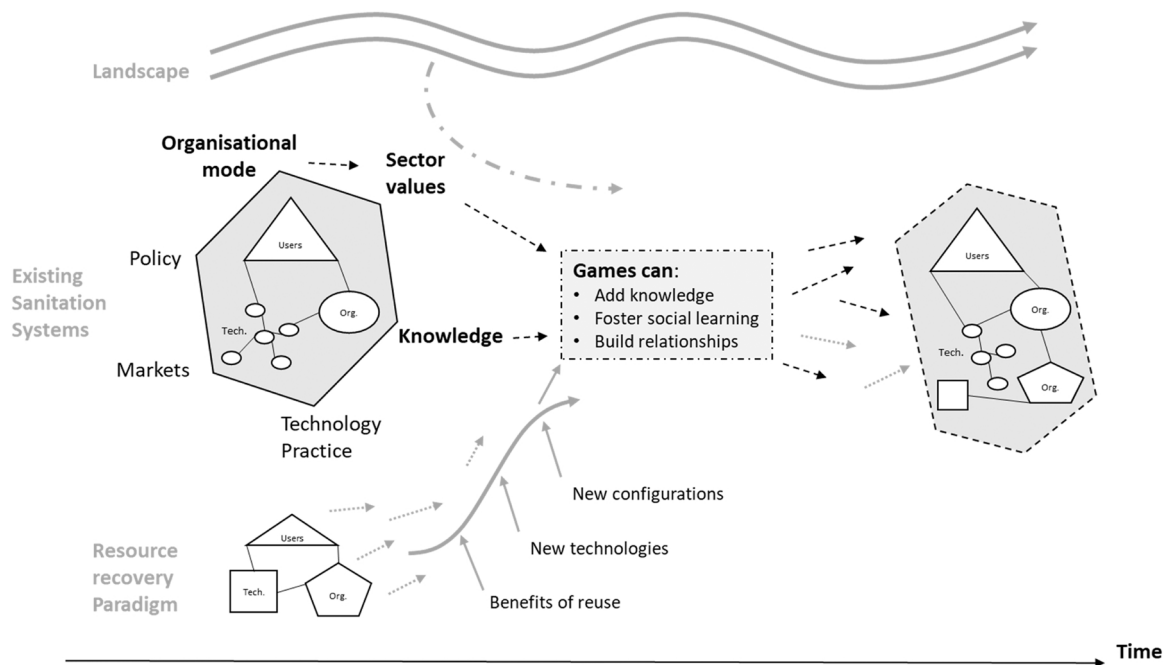 Landscape
Organisational
mode
Sector
values
Users
Policy
Existing
Sanitation
Systems
Org.
Tech.
Knowledge
Markets
Technology
Practice
Games can:
• Add knowledge
• Foster social learning
• Build relationships
Users
Org.
Tech.
Org.
New configurations
New technologies
Benefits of reuse
Resource
recovery
Paradigm
Users
Tech.
Org.
Time